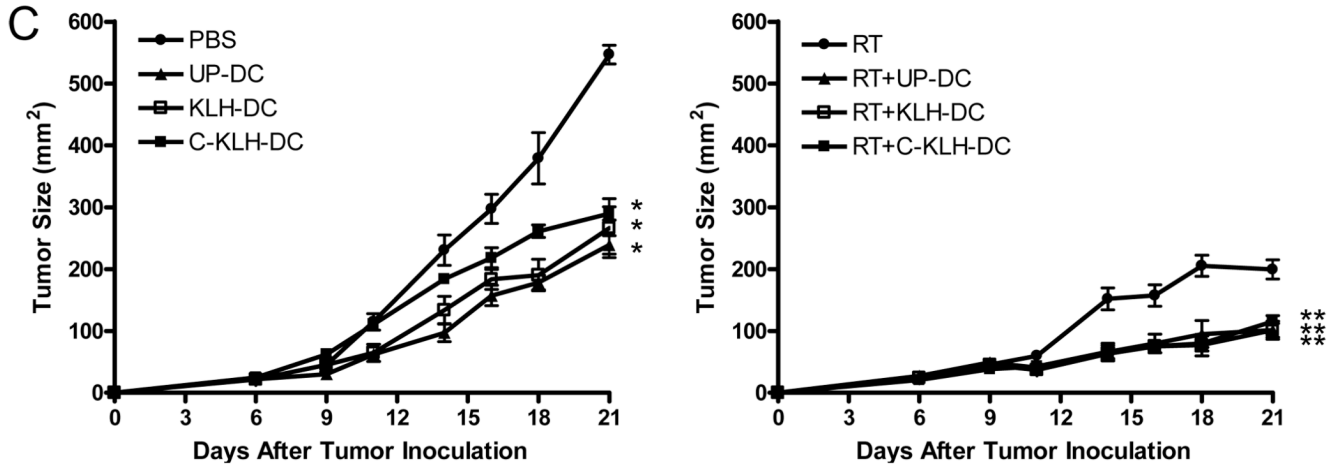 C
600
500
400
300
200
100
0
Tumor Size (mm²)
PBS
UP-DC
KLH-DC
C-KLH-DC
*
*
*
0 3 6 9 12 15 18 21
Days After Tumor Inoculation
600
500
400
300
200
100
0
Tumor Size (mm²)
RT
RT+UP-DC
RT+KLH-DC
RT+C-KLH-DC
**
**
**
0 3 6 9 12 15 18 21
Days After Tumor Inoculation